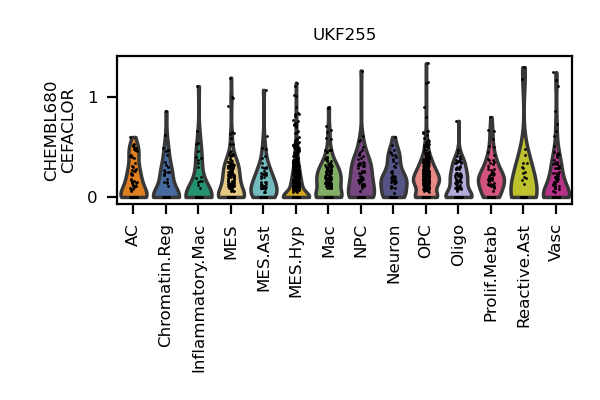 UKF255
CHEMBL680
CEFACLOR
1
0
AC
Chromatin.Reg
Inflammatory.Mac
MES
MES.Ast
MES.Hyp
Mac
NPC
Neuron
OPC
Oligo
Prolif.Metab
Reactive.Ast
Vasc